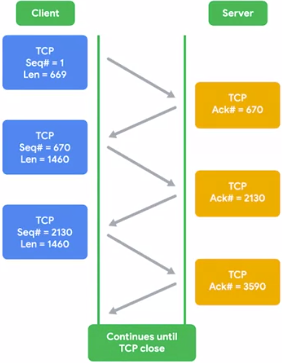 Client
Server
TCP
Seq# = 1
Len = 669
TCP
Ack# = 670
TCP
Seq# = 670
Len = 1460
TCP
Ack# = 2130
TCP
Seq# = 2130
Len = 1460
TCP
Ack# = 3590
Continues until
TCP close